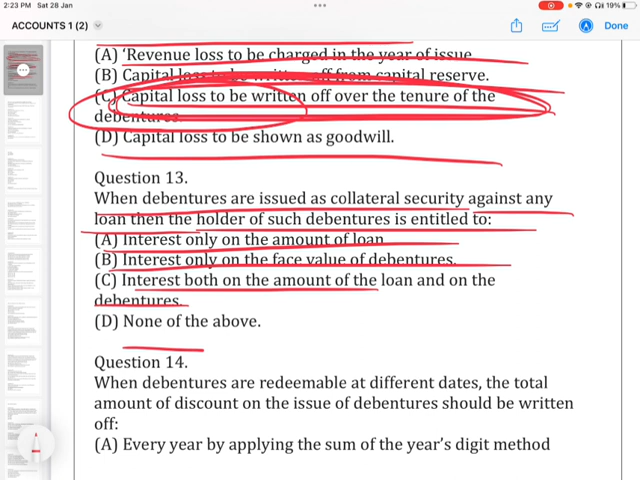 2:23 PM Sat 28 Jan
19%
ACCOUNTS 1 (2)
Done
(A) ‘Revenue loss to be charged in the year of issue
(B) Capital loss to be written off from capital reserve.
(C) Capital loss to be written off over the tenure of the
debentures.
(D) Capital loss to be shown as goodwill.
Question 13.
When debentures are issued as collateral security against any
loan then the holder of such debentures is entitled to:
(A) Interest only on the amount of loan
(B) Interest only on the face value of debentures.
(C) Interest both on the amount of the loan and on the
debentures.
(D) None of the above.
Question 14.
When debentures are redeemable at different dates, the total
amount of discount on the issue of debentures should be written
off:
(A) Every year by applying the sum of the year’s digit method